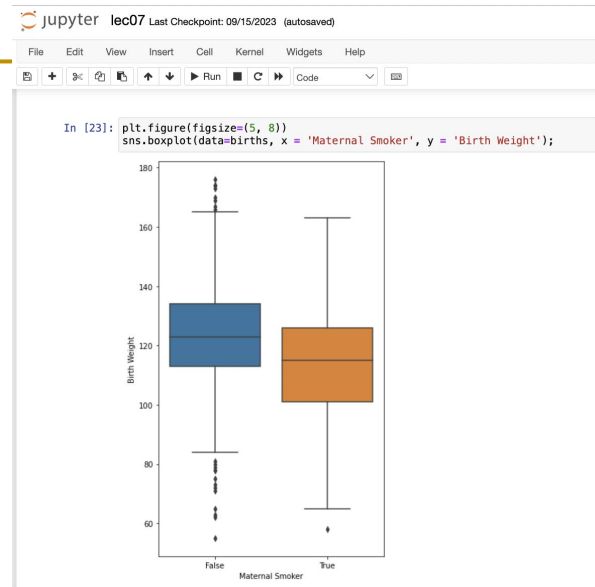 jupyter lec07 Last Checkpoint: 09/15/2023 (autosaved)
File Edit View Insert Cell Kernel Widgets Help
Run Code
In [23]: plt.figure(figsize=(5, 8))
sns.boxplot(data=births, x = 'Maternal Smoker', y = 'Birth Weight');
180
160
140
120
100
80
60
Birth Weight
False True
Maternal Smoker